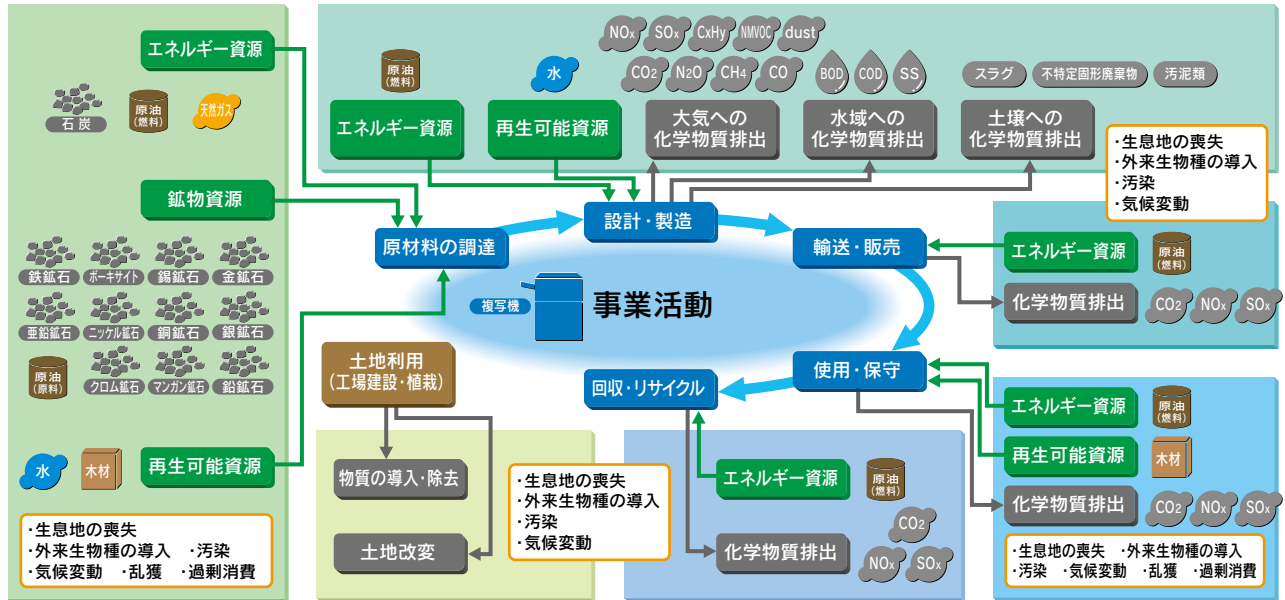 エネルギー資源
石炭
原油
(燃料)
天然ガス
鉱物資源
鉄鉱石
ボーキサイト
錫鉱石
金鉱石
亜鉛鉱石
ニッケル鉱石
銅鉱石
銀鉱石
原油
(原料)
クロム鉱石
マンガン鉱石
鉛鉱石
水
木材
再生可能資源
・生息地の喪失
・外来生物種の導入 ・汚染
・気候変動 ・乱獲 ・過剰消費
原油
(燃料)
エネルギー資源
水
再生可能資源
NOx
SOx
CxHy
NMVOC
dust
CO2
N2O
CH4
CO
大気への
化学物質排出
BOD
COD
SS
水域への
化学物質排出
スラグ
不特定固形廃棄物
汚泥類
土壌への
化学物質排出
・生息地の喪失
・外来生物種の導入
・汚染
・気候変動
原材料の調達
設計・製造
輸送・販売
複写機
事業活動
使用・保守
回収・リサイクル
エネルギー資源
原油
(燃料)
化学物質排出
CO2
NOx
SOx
土地利用
(工場建設・植栽)
物質の導入・除去
土地改変
・生息地の喪失
・外来生物種の導入
・汚染
・気候変動
エネルギー資源
原油
(燃料)
化学物質排出
CO2
NOx
SOx
エネルギー資源
原油
(燃料)
再生可能資源
木材
化学物質排出
CO2
NOx
SOx
・生息地の喪失 ・外来生物種の導入
・汚染 ・気候変動 ・乱獲 ・過剰消費